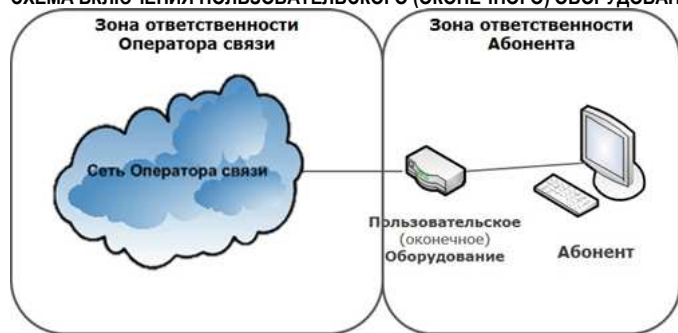 СХЕМА ВКЛЮЧЕНИЯ ПОЛЬЗОВАТЕЛЬСКОГО (ОКОНЕЧНОГО)
Зона ответственности
Оператора связи
Сеть Оператора связи
Зона ответственности
Абонента
Пользовательское
(оконечное)
Оборудование
Абонент